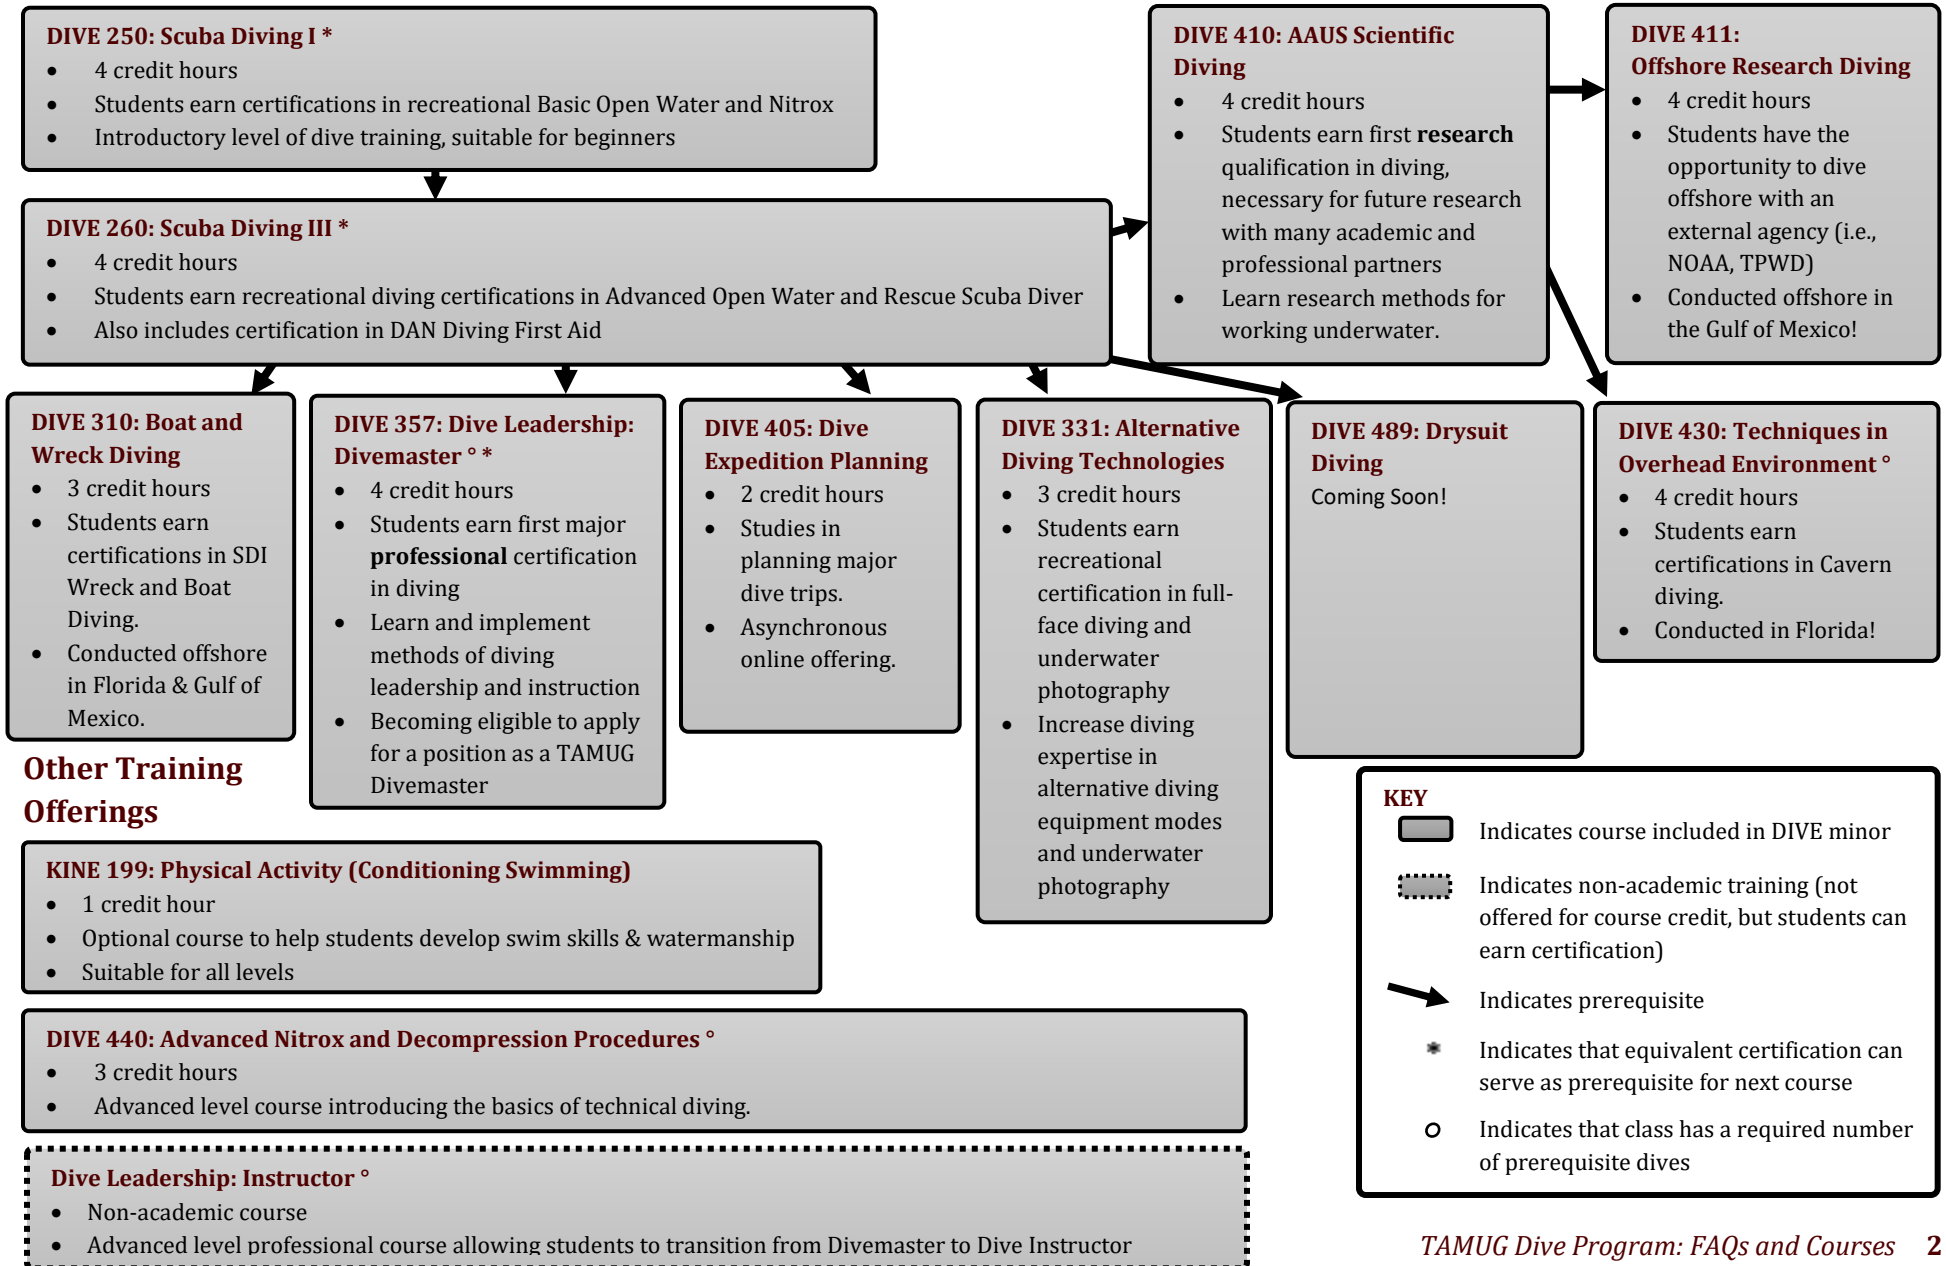 DIVE 250: Scuba Diving I *
• 4 credit hours
• Students earn certifications in recreational Basic Open Water and Nitrox
• Introductory level of dive training, suitable for beginners
DIVE 260: Scuba Diving III *
• 4 credit hours
• Students earn recreational diving certifications in Advanced Open Water and Rescue Scuba Diver
• Also includes certification in DAN Diving First Aid
DIVE 410: AAUS Scientific
Diving
• 4 credit hours
• Students earn first research
qualification in diving,
necessary for future research
with many academic and
professional partners
• Learn research methods for
working underwater.
DIVE 411:
Offshore Research Diving
• 4 credit hours
• Students have the
opportunity to dive
offshore with an
external agency (i.e.,
NOAA, TPWD)
• Conducted offshore in
the Gulf of Mexico!
DIVE 310: Boat and
Wreck Diving
• 3 credit hours
• Students earn
certifications in SDI
Wreck and Boat
Diving.
• Conducted offshore
in Florida & Gulf of
Mexico.
DIVE 357: Dive Leadership:
Divemaster ° *
• 4 credit hours
• Students earn first major
professional certification
in diving
• Learn and implement
methods of diving
leadership and instruction
• Becoming eligible to apply
for a position as a TAMUG
Divemaster
DIVE 405: Dive
Expedition Planning
• 2 credit hours
• Studies in
planning major
dive trips.
• Asynchronous
online offering.
DIVE 331: Alternative
Diving Technologies
• 3 credit hours
• Students earn
recreational
certification in full-
face diving and
underwater
photography
• Increase diving
expertise in
alternative diving
equipment modes
and underwater
photography
DIVE 489: Drysuit
Diving
Coming Soon!
DIVE 430: Techniques in
Overhead Environment °
• 4 credit hours
• Students earn
certifications in Cavern
diving.
• Conducted in Florida!
Other Training
Offerings
KINE 199: Physical Activity (Conditioning Swimming)
• 1 credit hour
• Optional course to help students develop swim skills & watermanship
• Suitable for all levels
DIVE 440: Advanced Nitrox and Decompression Procedures °
• 3 credit hours
• Advanced level course introducing the basics of technical diving.
Dive Leadership: Instructor °
• Non-academic course
• Advanced level professional course allowing students to transition from Divemaster to Dive Instructor
KEY
Indicates course included in DIVE minor
Indicates non-academic training (not
offered for course credit, but students can
earn certification)
Indicates prerequisite
* Indicates that equivalent certification can
serve as prerequisite for next course
° Indicates that class has a required number
of prerequisite dives
TAMUG Dive Program: FAQs and Courses 2